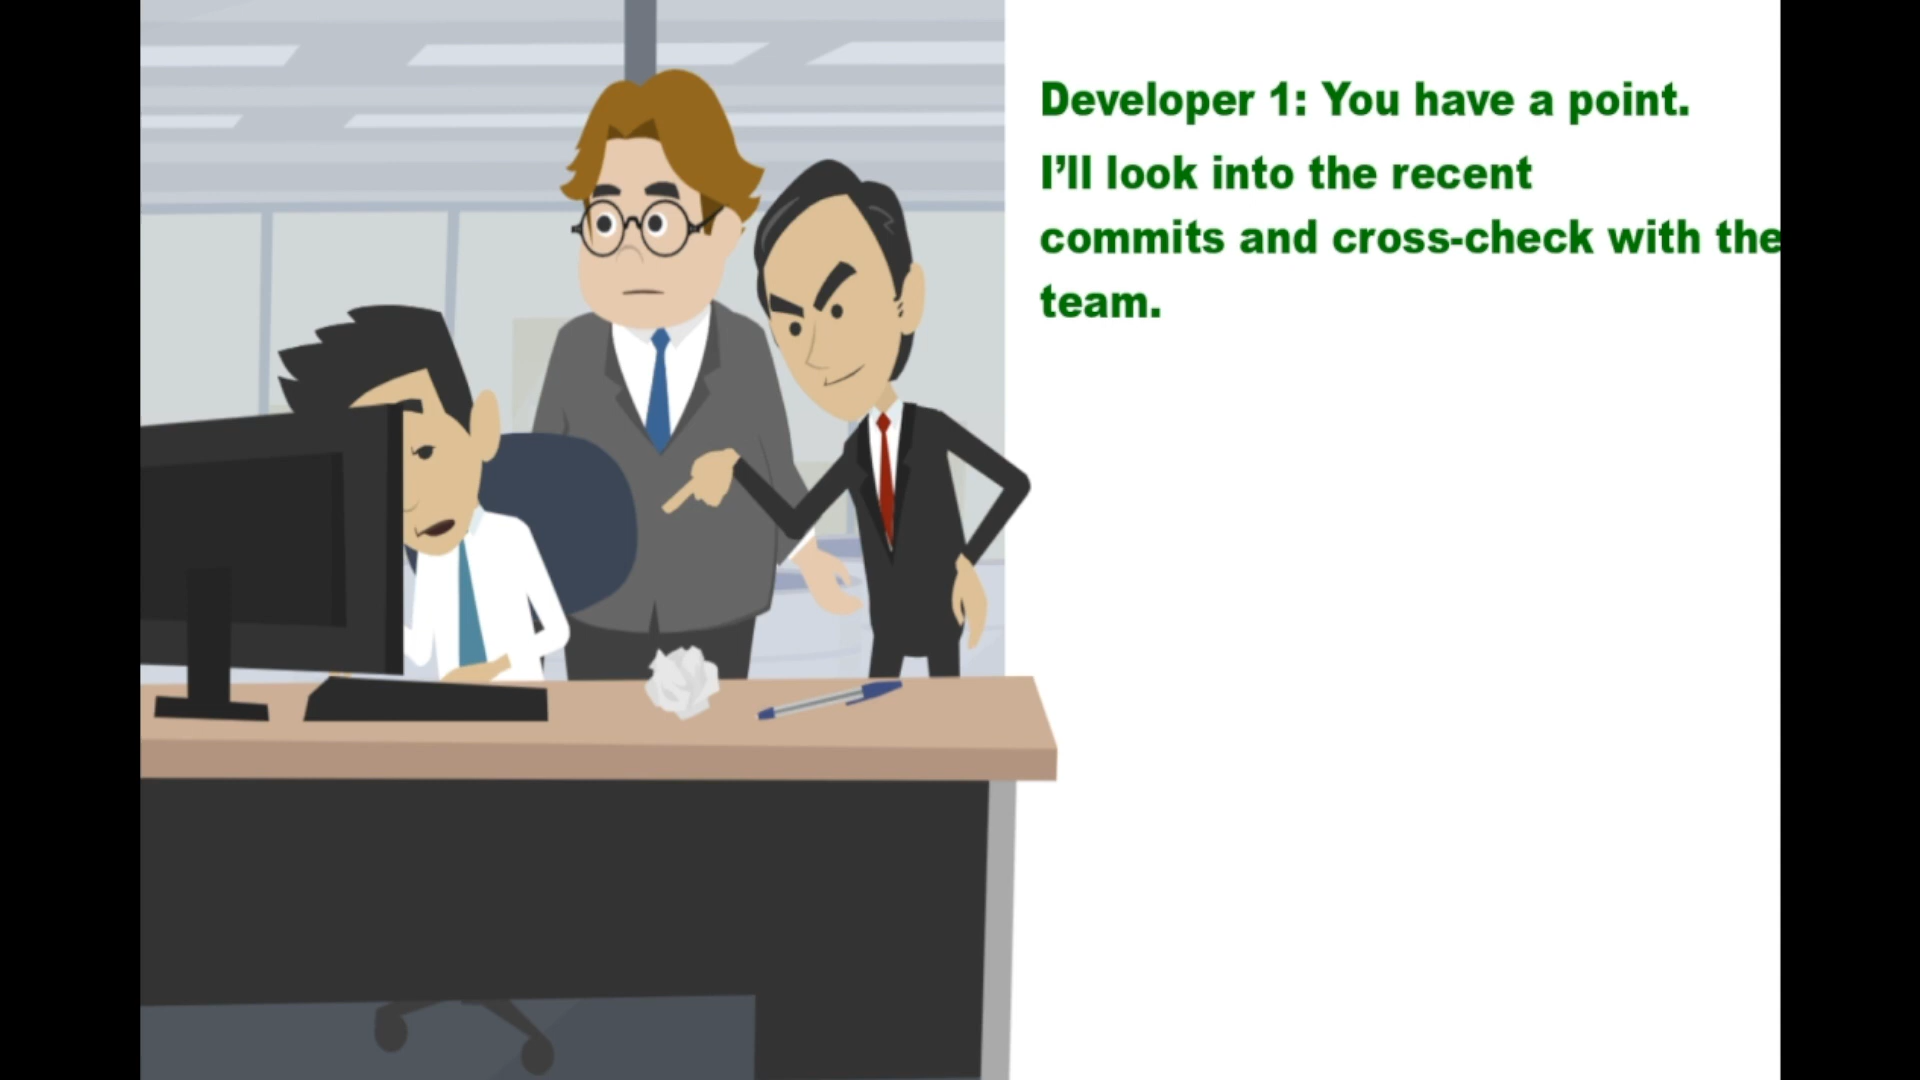 Developer 1: You have a point.
I’ll look into the recent
commits and cross-check with the
team.